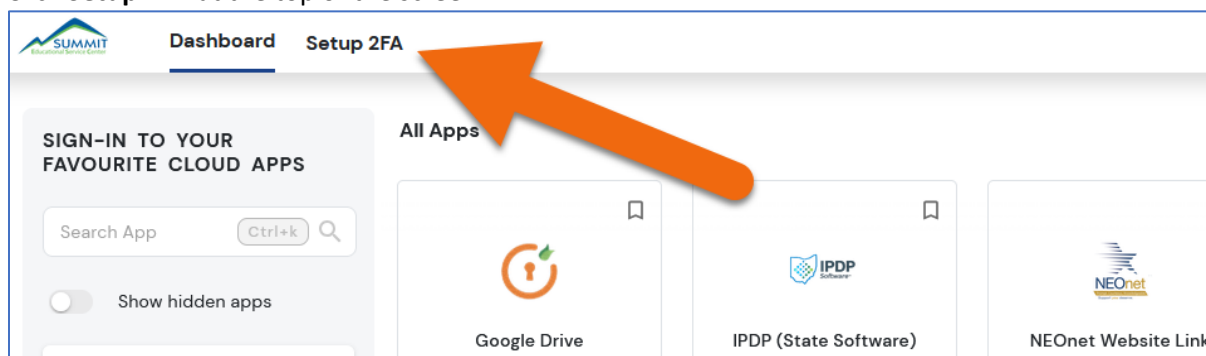 SUMMIT
Educational Service Center
Dashboard
Setup 2FA
SIGN-IN TO YOUR
FAVOURITE CLOUD APPS
Search App
Ctrl+k
Show hidden apps
All Apps
Google Drive
IPDP
Software
IPDP (State Software)
NEOnet
NEOnet Website Link